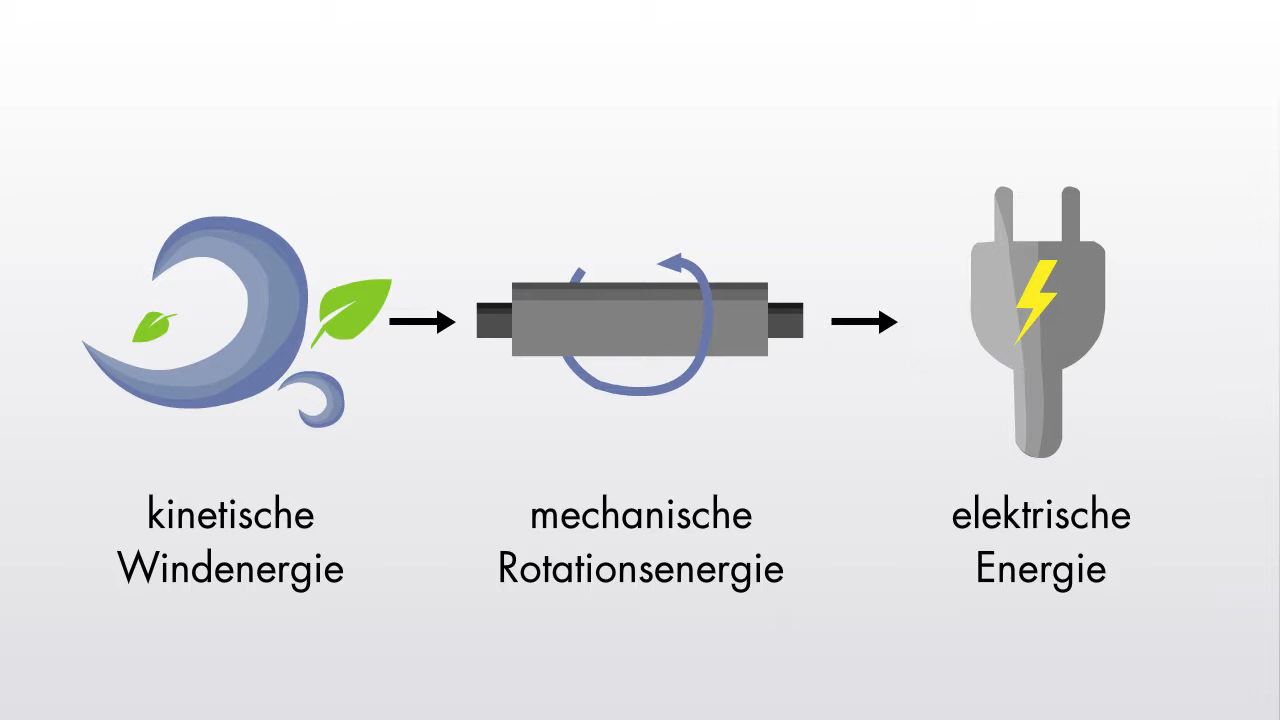 kinetische
Windenergie
mechanische
Rotationsenergie
elektrische
Energie